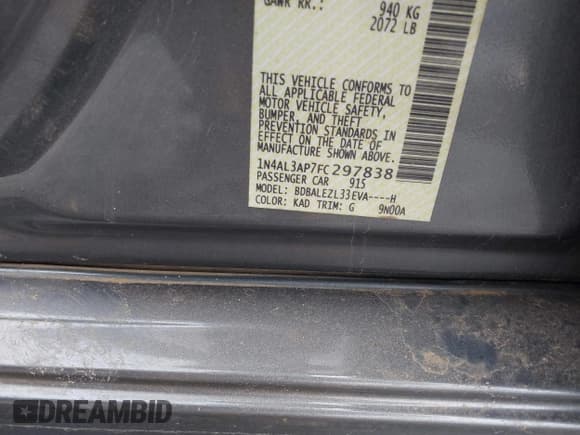 GAWR RR.: 940 KG
2072 LB
THIS VEHICLE CONFORMS TO
ALL APPLICABLE FEDERAL
MOTOR VEHICLE SAFETY,
BUMPER, AND THEFT
PREVENTION STANDARDS IN
EFFECT ON THE DATE OF
MANUFACTURE SHOWN ABOVE.
1N4AL3AP7FC297838
PASSENGER CAR 915
MODEL: BDBALEZL33EVA----H
COLOR: KAD TRIM: G 9N00A
DREAMBID